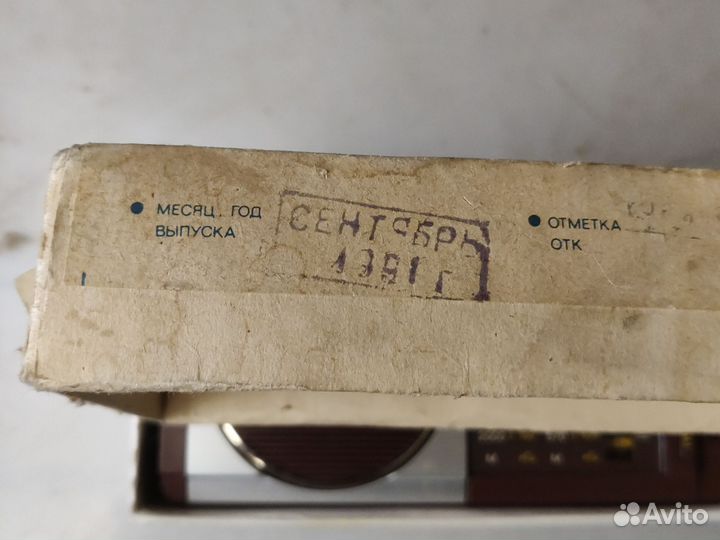 • МЕСЯЦ. ГОД
ВЫПУСКА
СЕНТЯБРЬ
1991 г
• ОТМЕТКА
ОТК
Avito